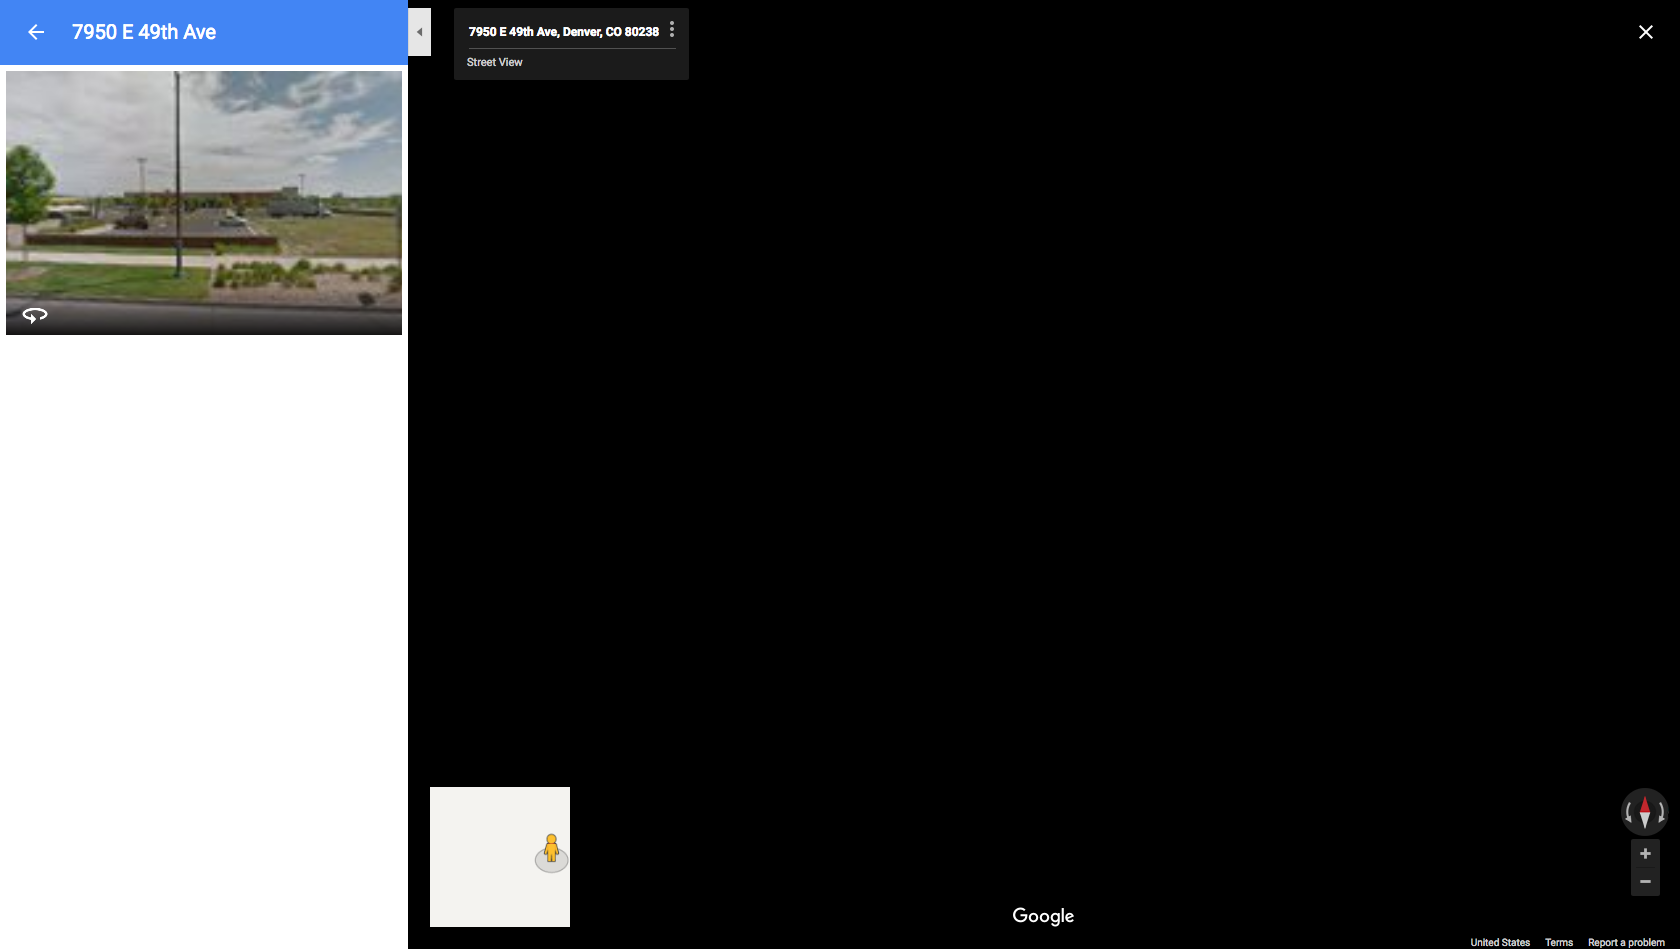 7950 E 49th Ave
7950 E 49th Ave, Denver, CO 80238
Street View
Google
United States Terms Report a problem